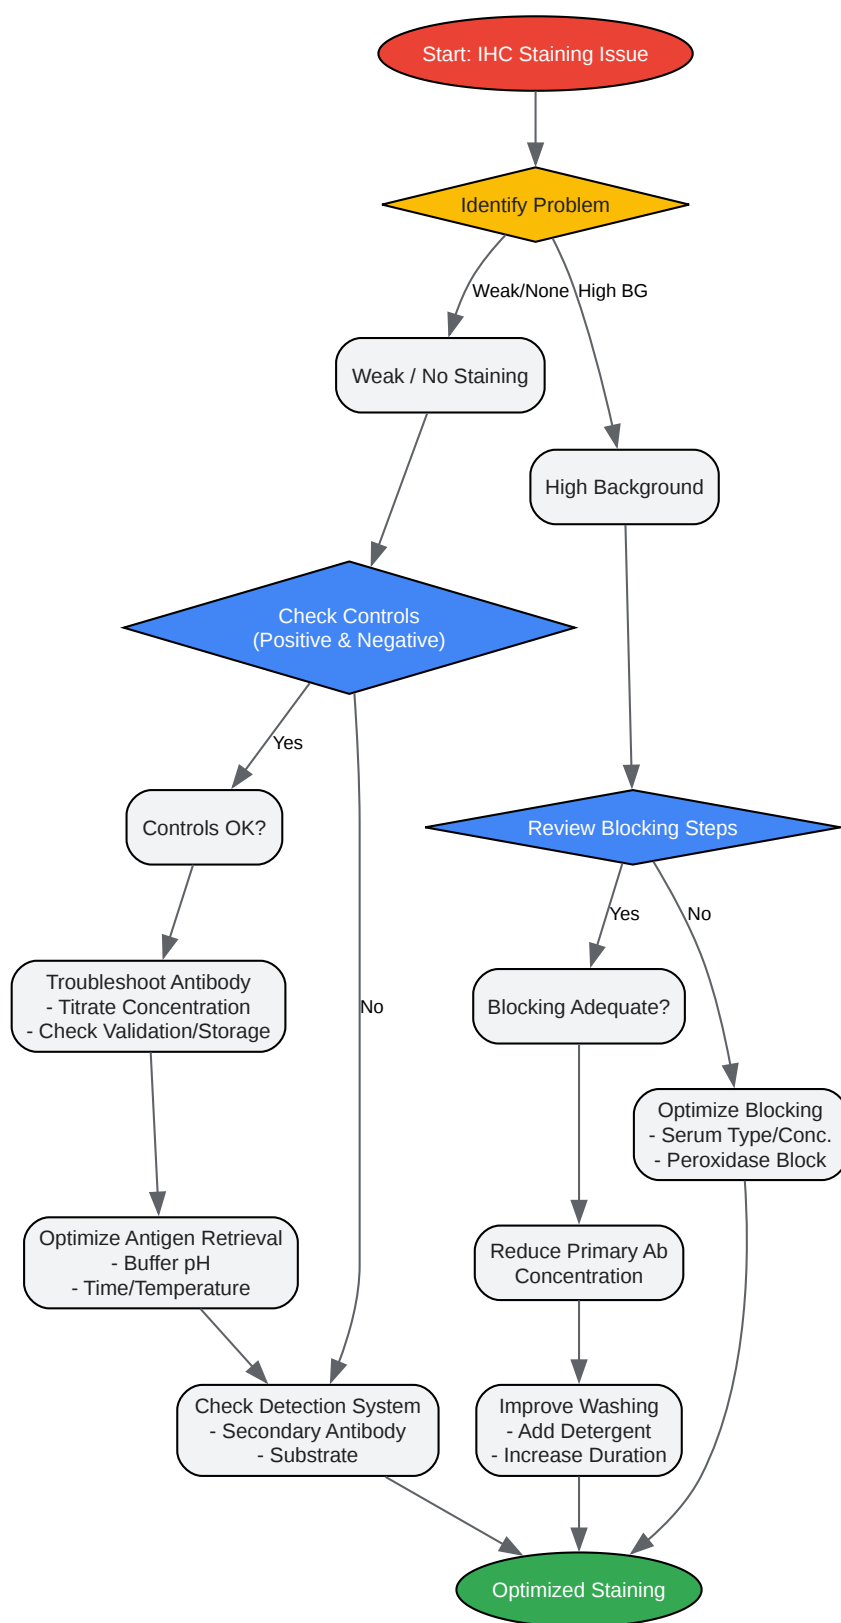 Start: IHC Staining Issue
Identify Problem
Weak/None
High BG
Weak / No Staining
High Background
Check Controls
(Positive & Negative)
Yes
Controls OK?
Review Blocking Steps
Yes
No
Troubleshoot Antibody
- Titrate Concentration
- Check Validation/Storage
No
Blocking Adequate?
Optimize Blocking
- Serum Type/Conc.
- Peroxidase Block
Optimize Antigen Retrieval
- Buffer pH
- Time/Temperature
Reduce Primary Ab
Concentration
Check Detection System
- Secondary Antibody
- Substrate
Improve Washing
- Add Detergent
- Increase Duration
Optimized Staining